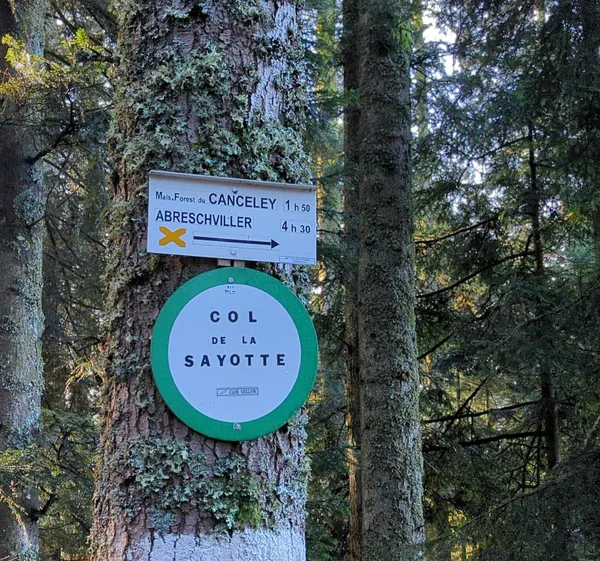 Mais.Forest du CANCELEY 1 h 50
ABRESCHVILLER 4 h 30
COL
DE LA
SAYOTTE
CLUB VOSGIEN